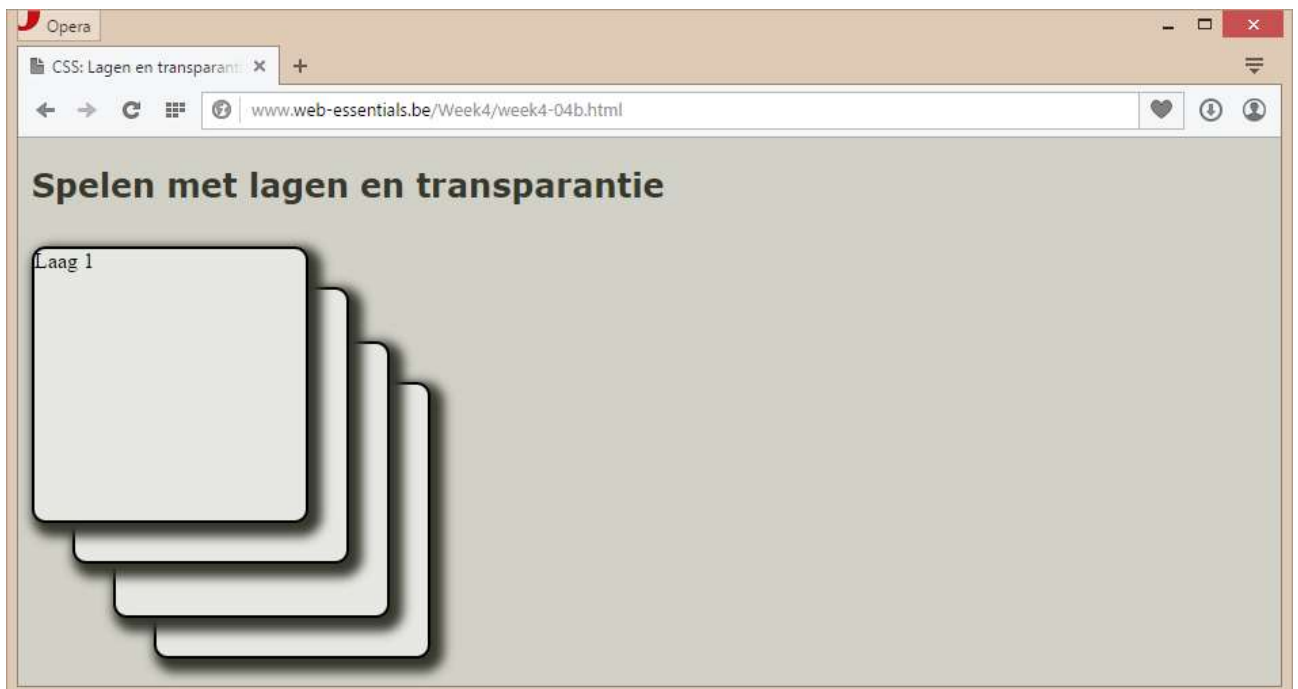 Opera
CSS: Lagen en transparant
www.web-essentials.be/Week4/week4-04b.html
Spelen met lagen en transparantie
Laag 1